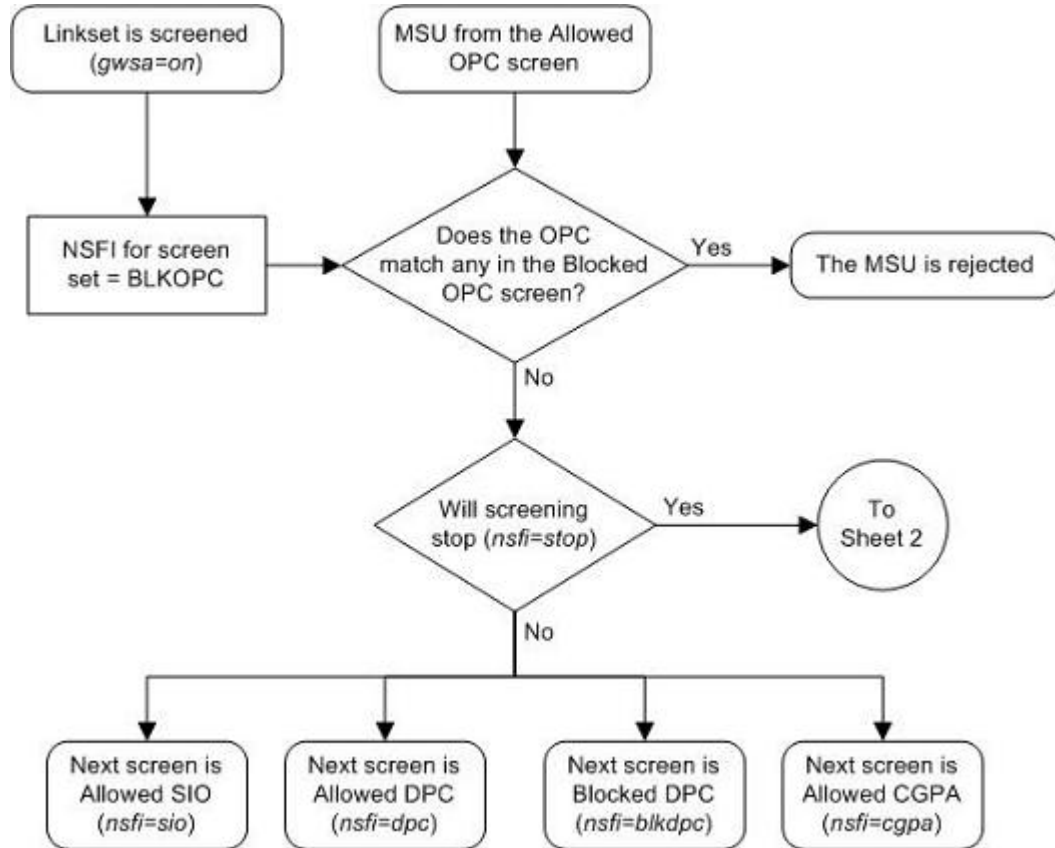 Linkset is screened
(gwsa=on)
MSU from the Allowed
OPC screen
NSFI for screen
set = BLKOPC
Does the OPC
match any in the Blocked
OPC screen?
Yes
The MSU is rejected
No
Will screening
stop (nsfi=stop)
Yes
To
Sheet 2
No
Next screen is
Allowed SIO
(nsfi=sio)
Next screen is
Allowed DPC
(nsfi=dpc)
Next screen is
Blocked DPC
(nsfi=blkdpc)
Next screen is
Allowed CGPA
(nsfi=cgpa)